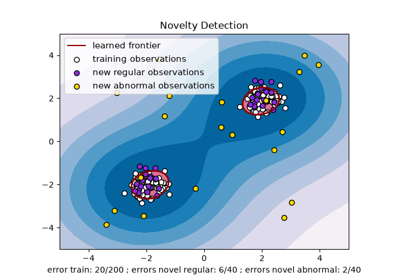 Novelty Detection
learned frontier
training observations
new regular observations
new abnormal observations
4
2
0
−2
−4
−4
−2
0
2
4
error train: 20/200 ; errors novel regular: 6/40 ; errors novel abnormal: 2/40